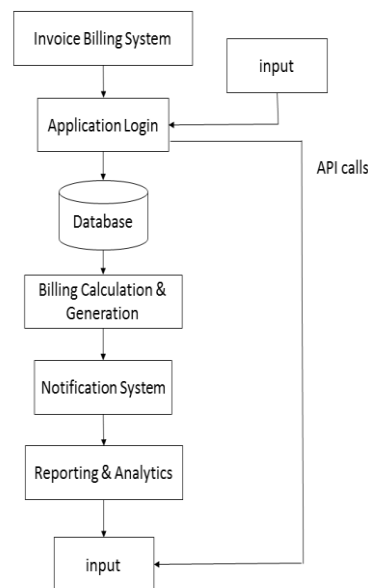 Invoice Billing System
input
Application Login
API calls
Database
Billing Calculation &
Generation
Notification System
Reporting & Analytics
input